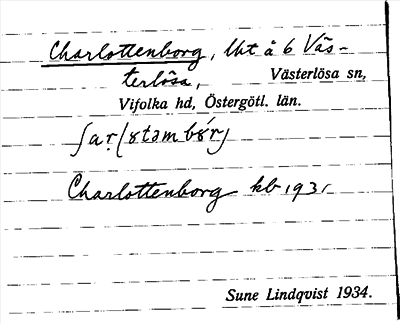 Charlottenborg, lht å 6 Väs-
terlösa, Västerlösa sn,
Vifolka hd, Östergötl. län.
Charlottenborg kb 1931
Sune Lindqvist 1934.